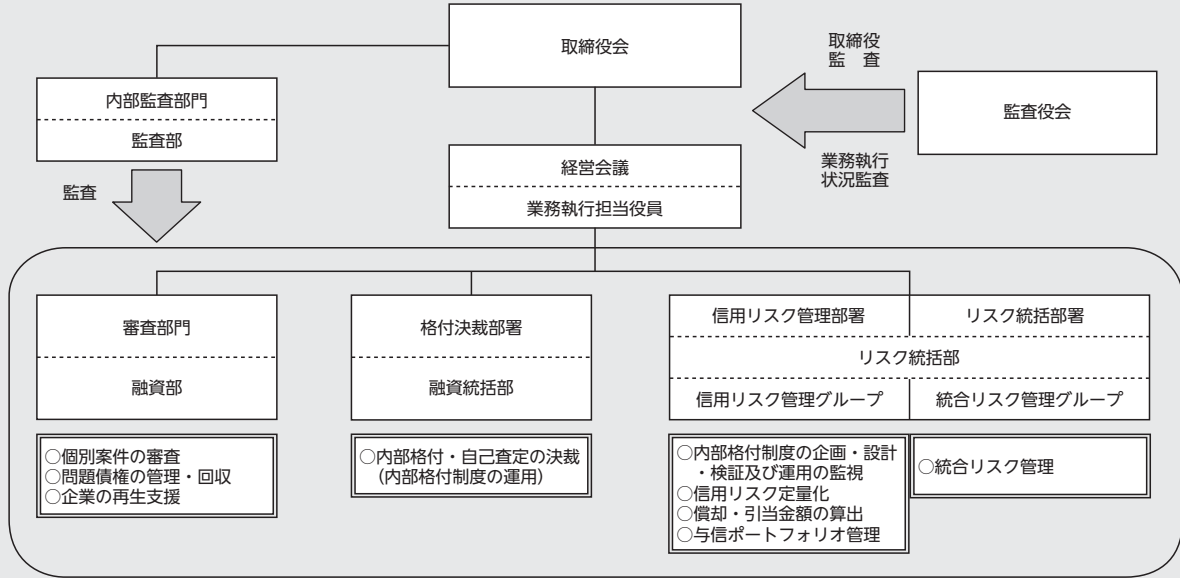 取締役会
取締役
監　査
内部監査部門
監査部
監査役会
経営会議
業務執行担当役員
業務執行
状況監査
監査
審査部門
融資部
格付決裁部署
融資統括部
信用リスク管理部署
リスク統括部署
リスク統括部
信用リスク管理グループ
統合リスク管理グループ
○個別案件の審査
○問題債権の管理・回収
○企業の再生支援
○内部格付・自己査定の決裁
(内部格付制度の運用)
○内部格付制度の企画・設計
・検証及び運用の監視
○信用リスク定量化
○償却・引当金額の算出
○与信ポートフォリオ管理
○統合リスク管理